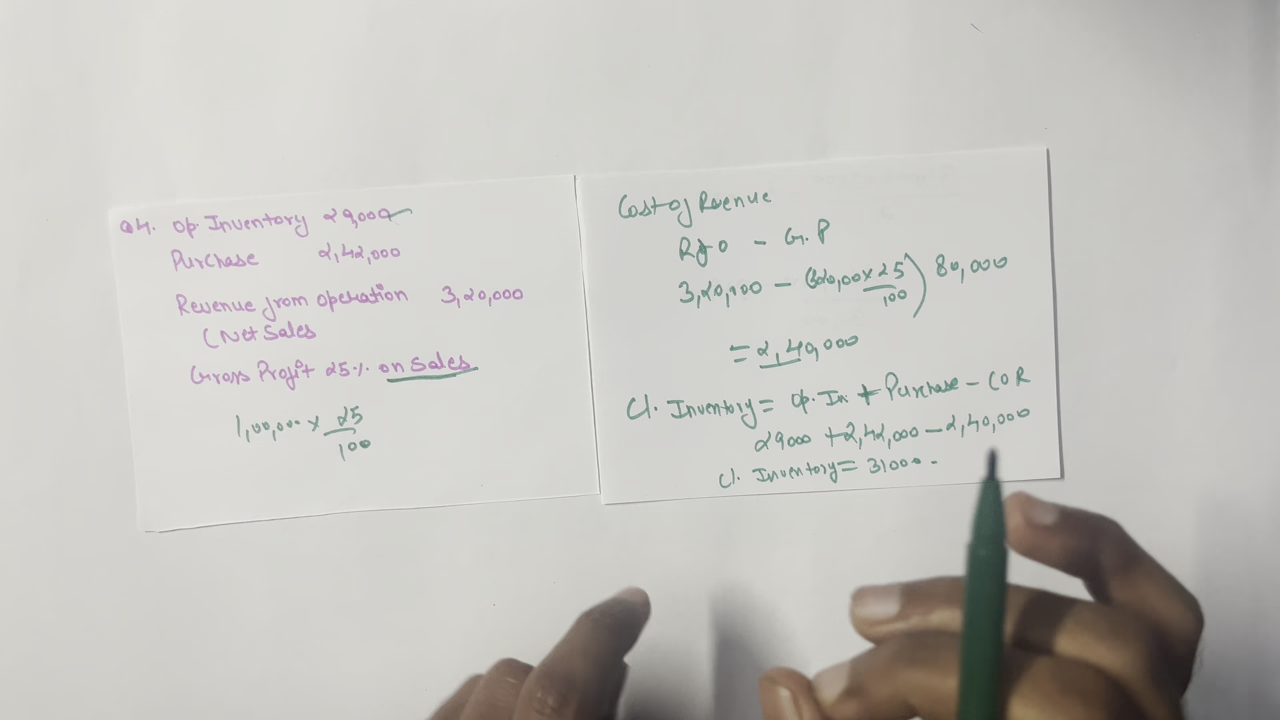 Q4. Op. Inventory 29,000
Purchase 2,42,000
Revenue from operation 3,20,000
(Net Sales
Gross Profit 25% on Sales
1,00,000 x 25
100
Cost of Revenue
RfO - G.P
3,20,000 - (320,000 x 25) 80,000
100
= 2,40,000
Cl. Inventory = Op. In + Purchase - COR
29000 + 2,42,000 - 2,40,000
Cl. Inventory = 31000.